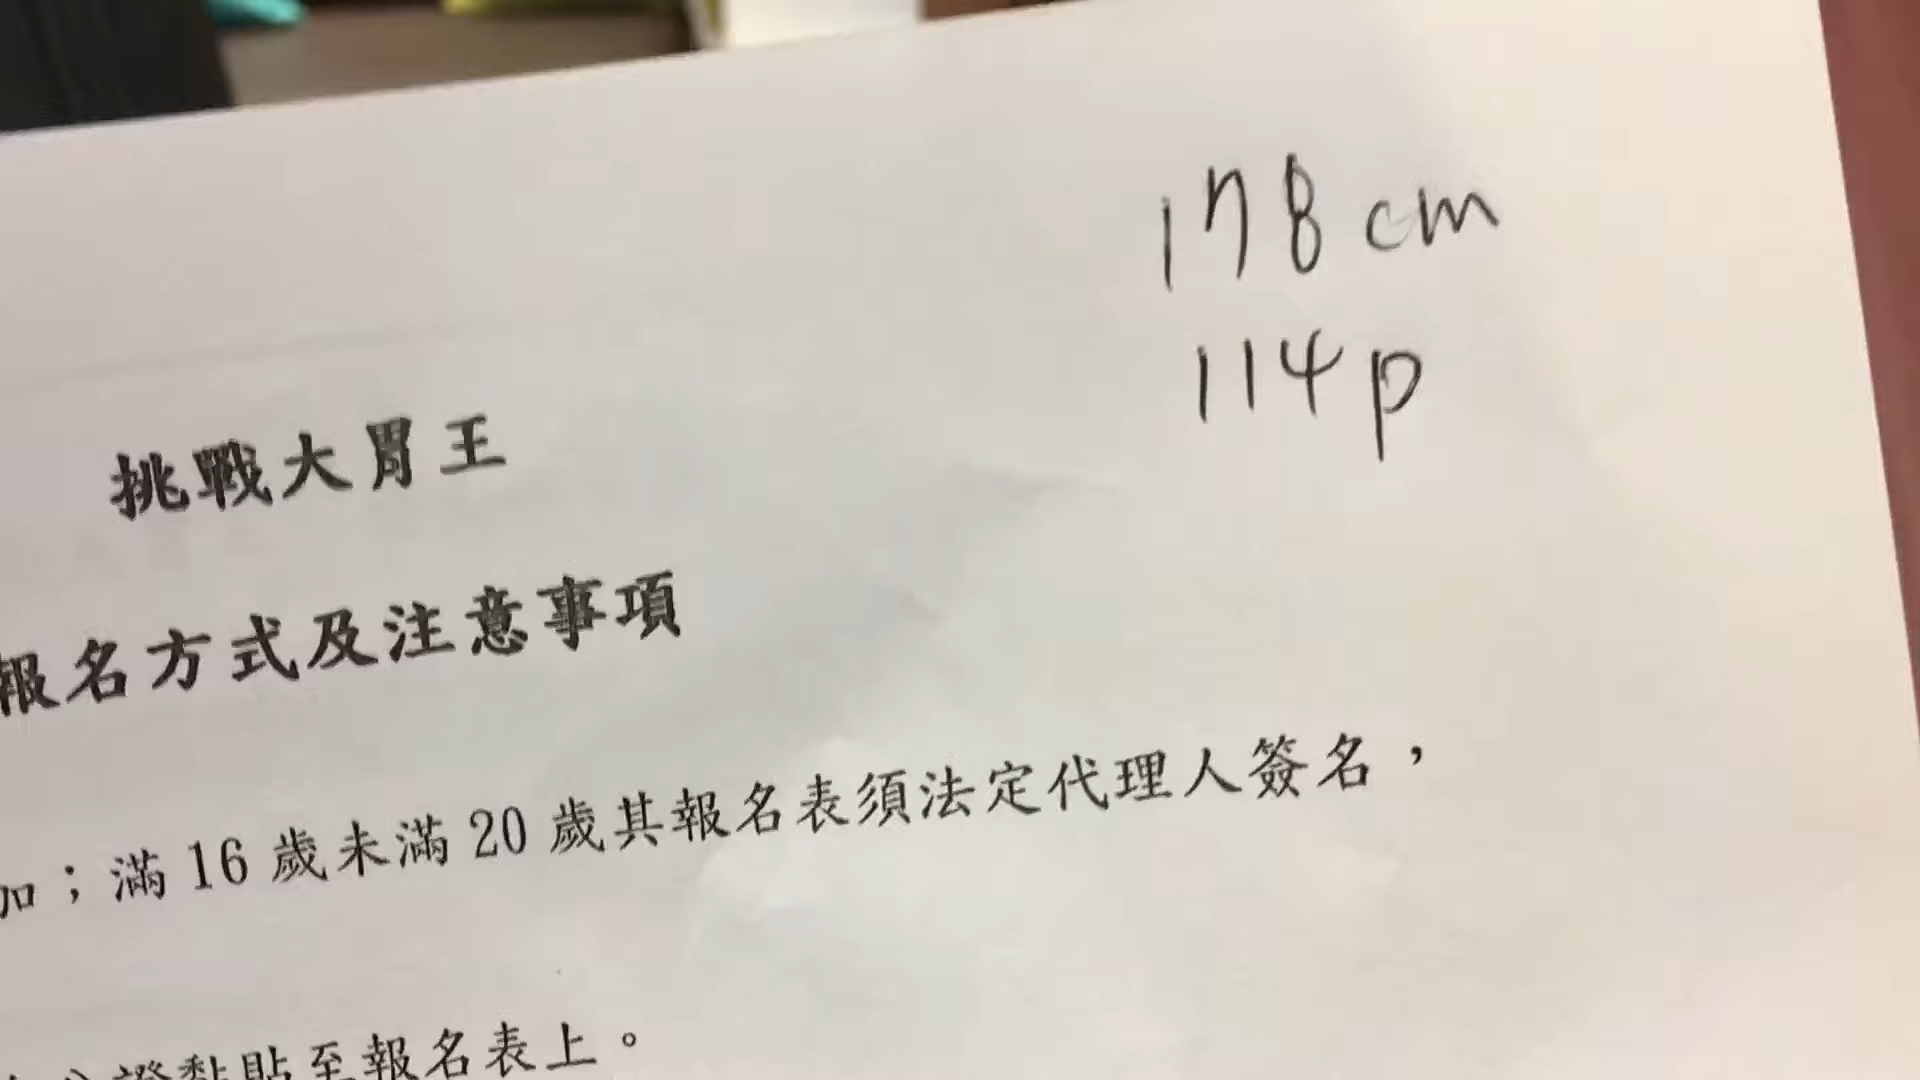 178cm
114p
挑戰大胃王
報名方式及注意事項
加；滿16歲未滿20歲其報名表須法定代理人簽名，
證黏貼至報名表上。